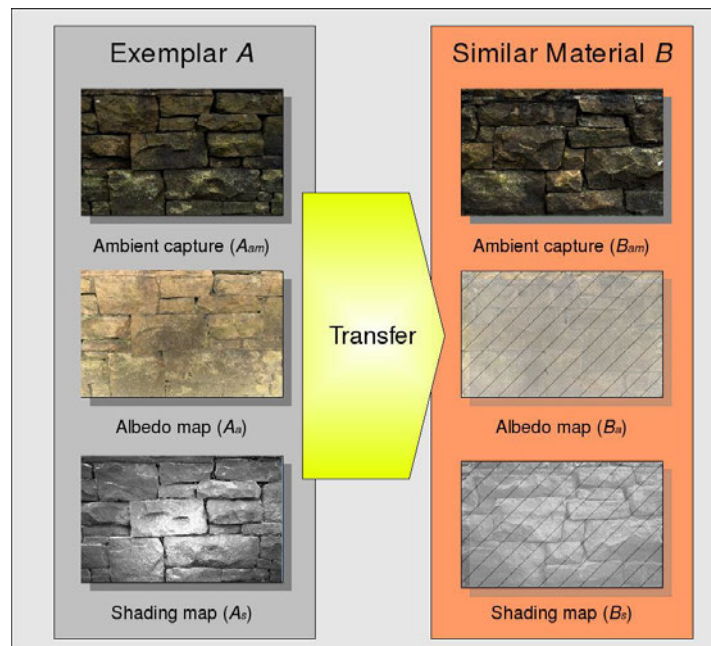 Exemplar A
Ambient capture (Aam)
Albedo map (Aa)
Shading map (As)
Transfer
Similar Material B
Ambient capture (Bam)
Albedo map (Ba)
Shading map (Bs)